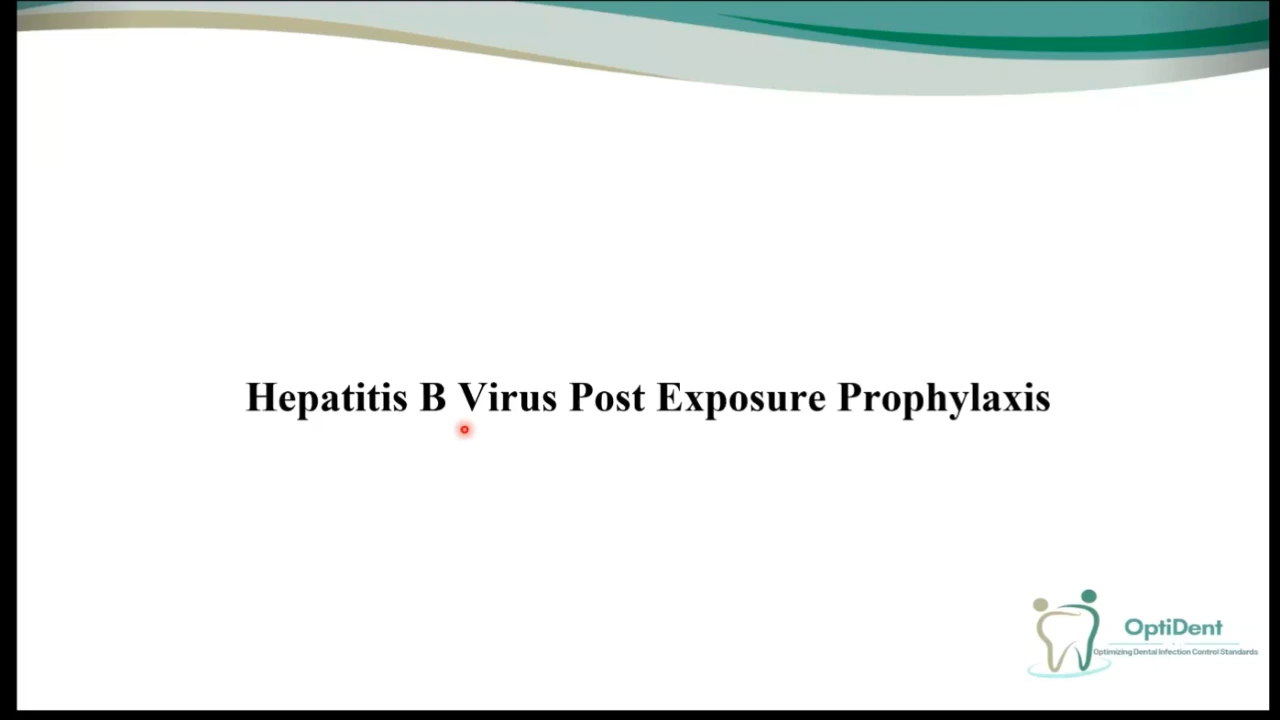 Hepatitis B Virus Post Exposure Prophylaxis
OptiDent
Optimizing Dental Infection Control Standards